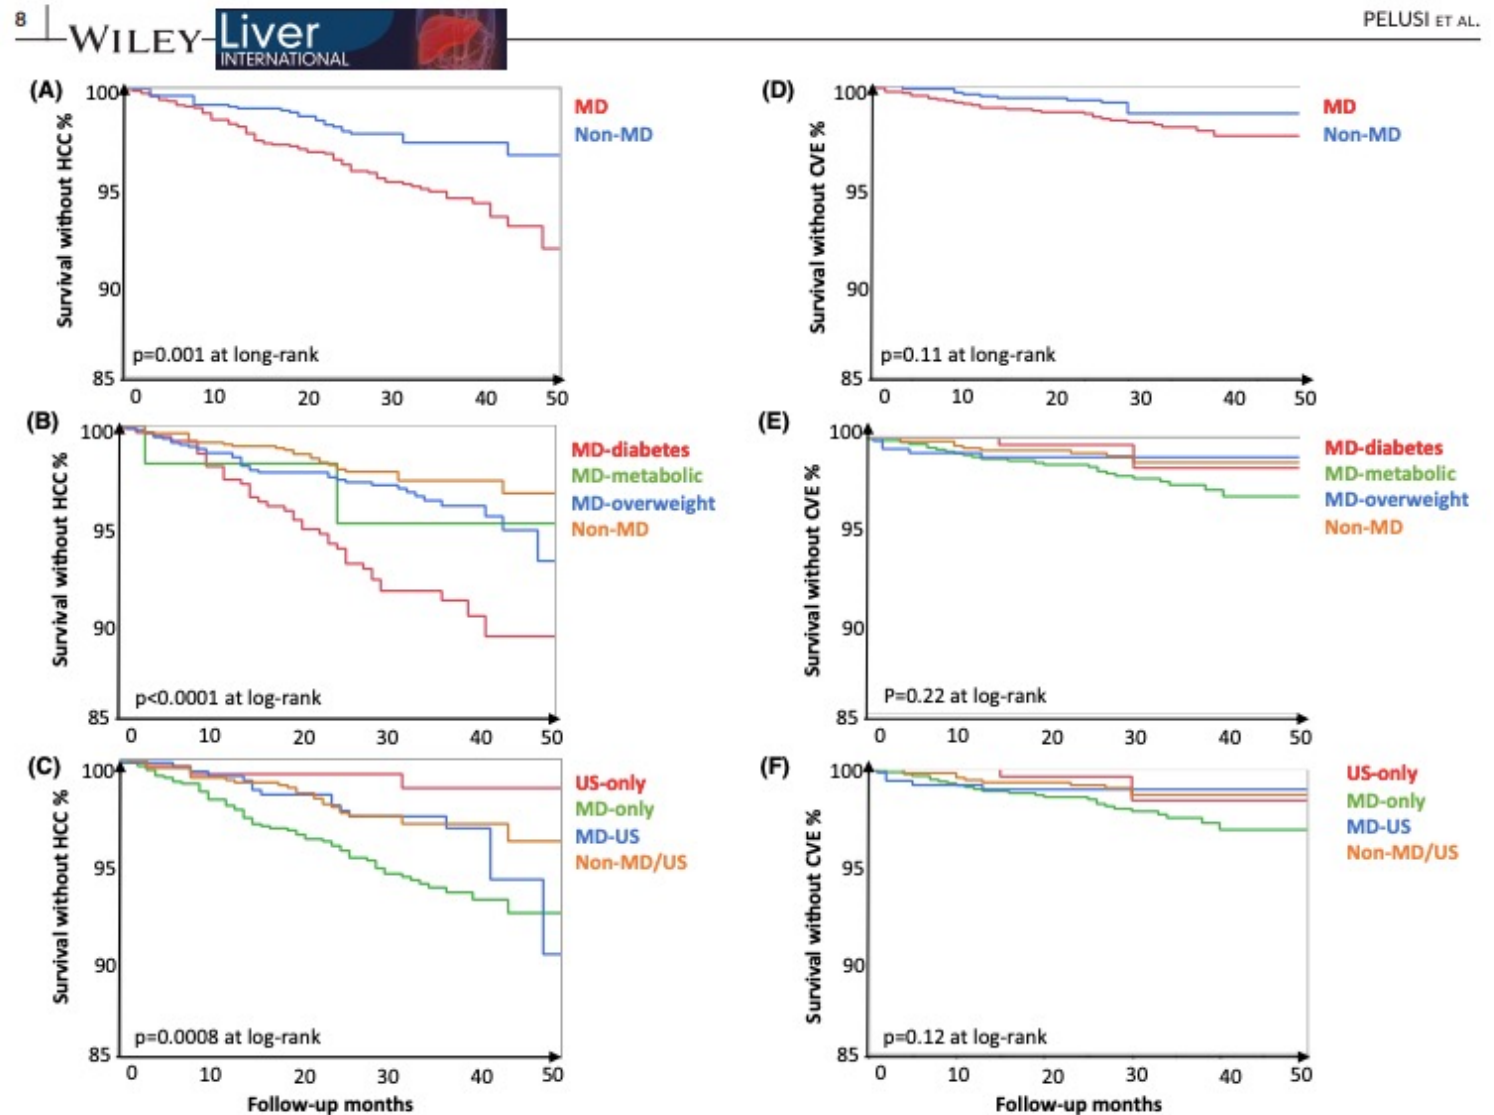 8
WILEY
Liver
INTERNATIONAL
PELUSI ET AL.
(A)
Survival without HCC %
100
95
90
85
MD
Non-MD
p=0.001 at long-rank
0 10 20 30 40 50
(D)
Survival without CVE %
100
95
90
85
MD
Non-MD
p=0.11 at long-rank
0 10 20 30 40 50
(B)
Survival without HCC %
100
95
90
85
MD-diabetes
MD-metabolic
MD-overweight
Non-MD
p<0.0001 at log-rank
0 10 20 30 40 50
(E)
Survival without CVE %
100
95
90
85
MD-diabetes
MD-metabolic
MD-overweight
Non-MD
P=0.22 at log-rank
0 10 20 30 40 50
(C)
Survival without HCC %
100
95
90
85
US-only
MD-only
MD-US
Non-MD/US
p=0.0008 at log-rank
0 10 20 30 40 50
Follow-up months
(F)
Survival without CVE %
100
95
90
85
US-only
MD-only
MD-US
Non-MD/US
p=0.12 at log-rank
0 10 20 30 40 50
Follow-up months